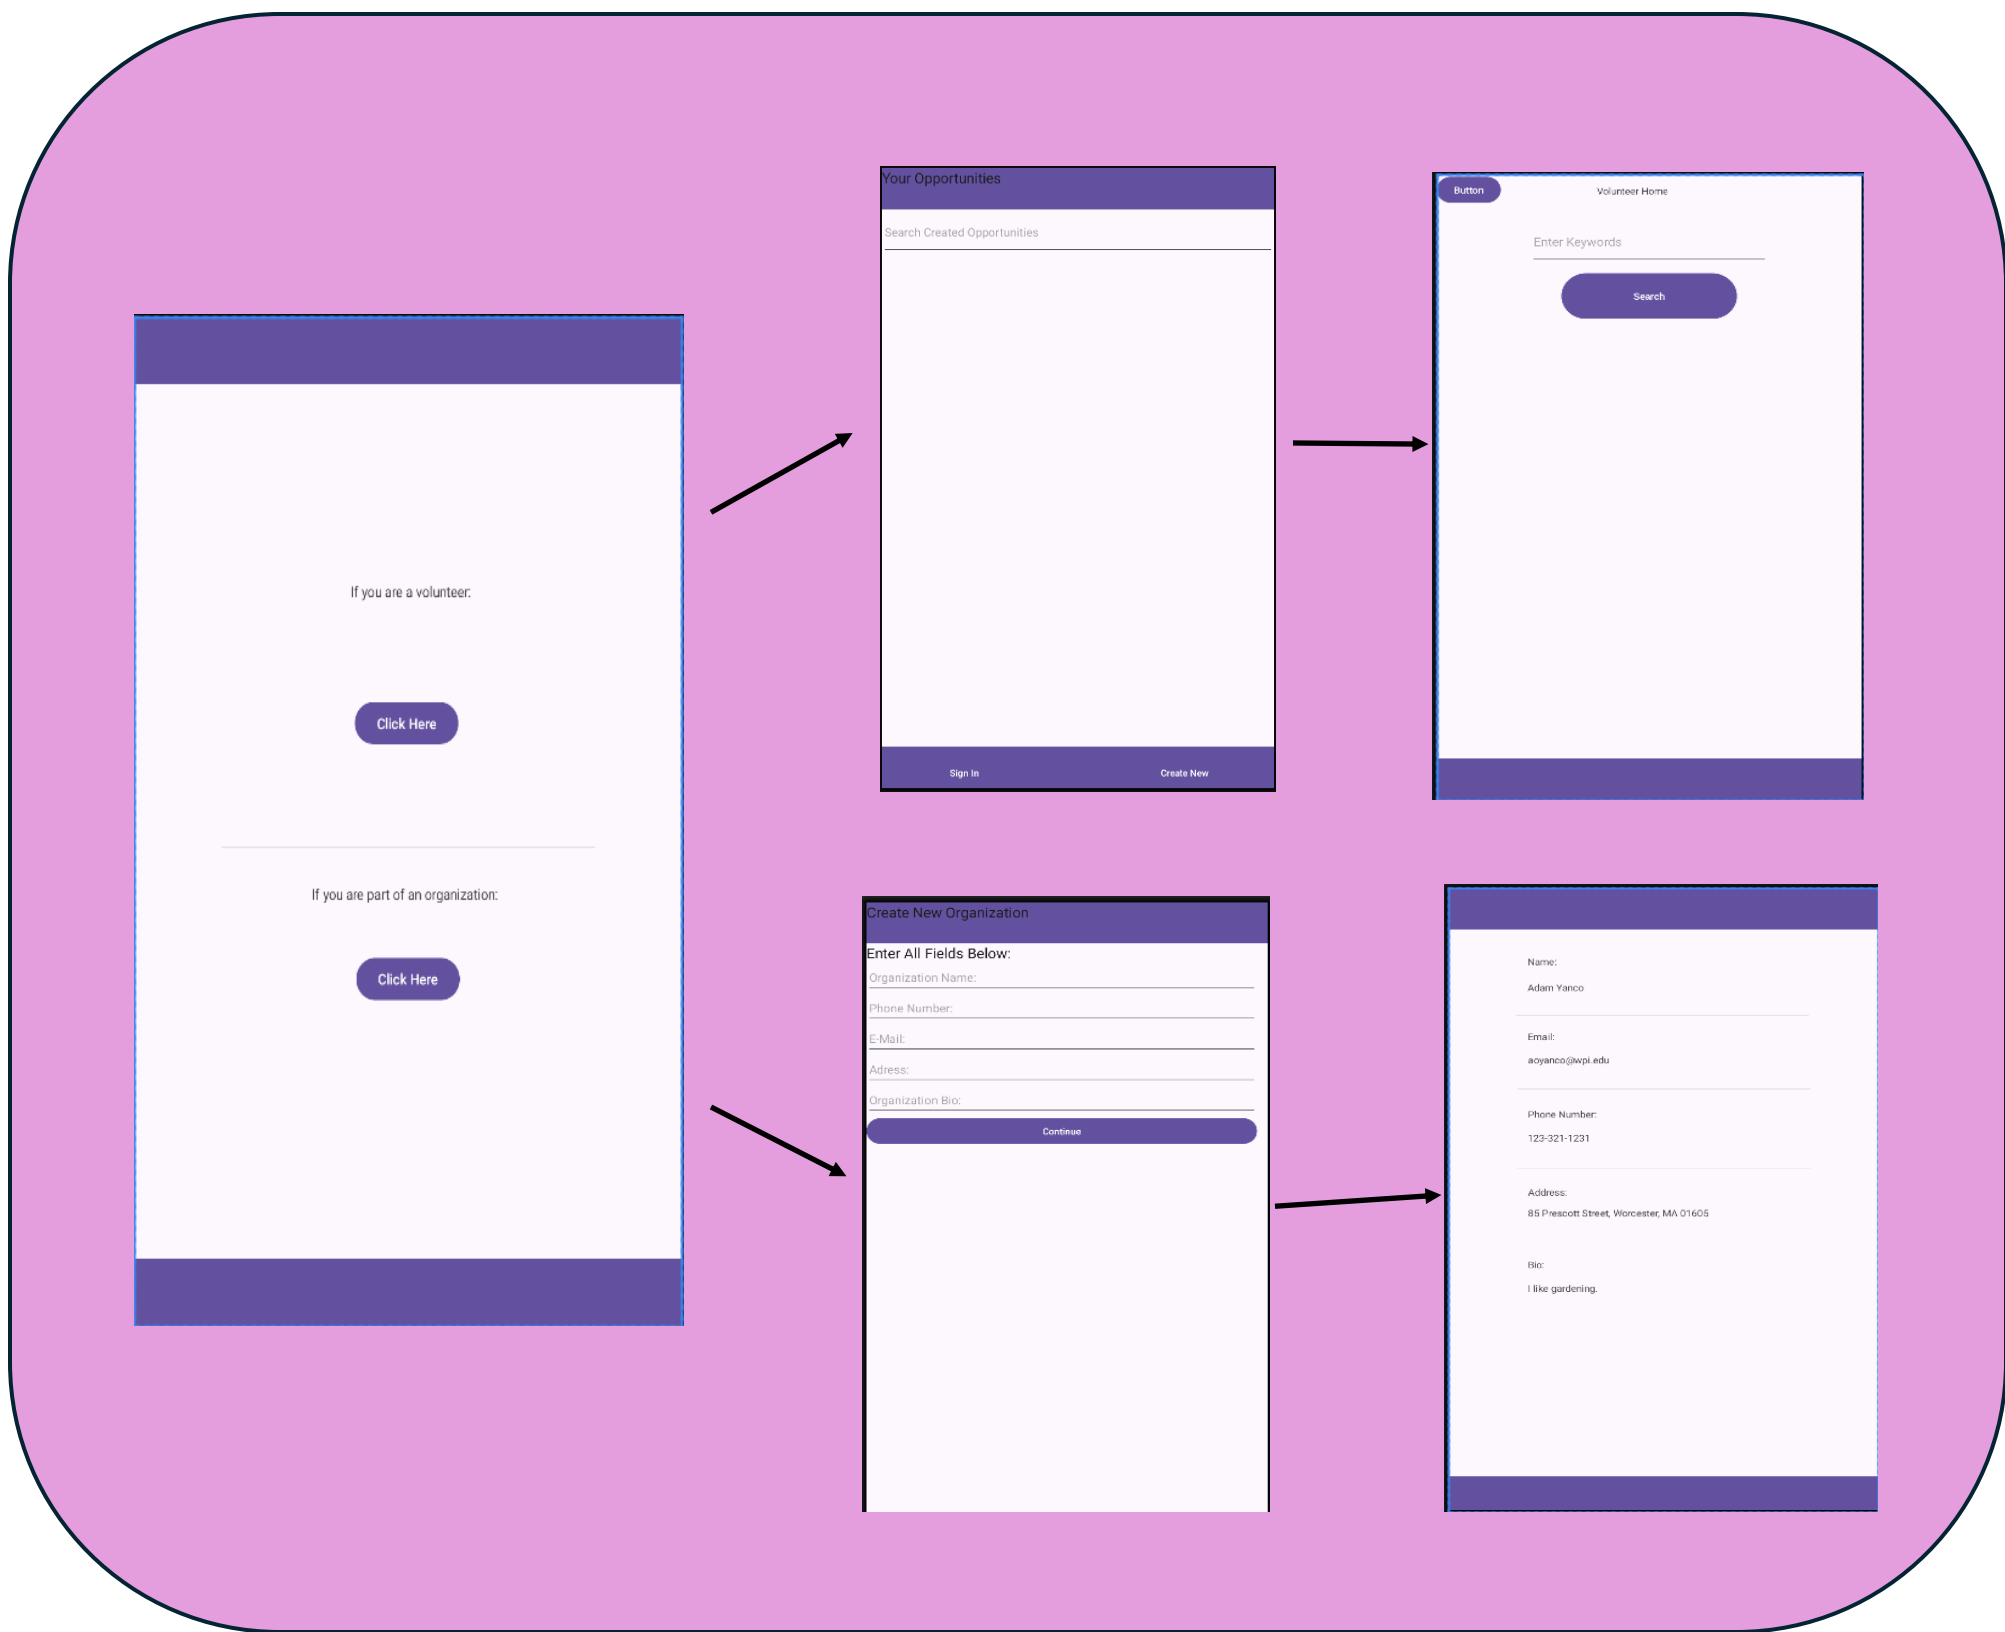 If you are a volunteer:
Click Here
If you are part of an organization:
Click Here
Your Opportunities
Search Created Opportunities
Sign In
Create New
Button
Volunteer Home
Enter Keywords
Search
Create New Organization
Enter All Fields Below:
Organization Name:
Phone Number:
E-Mail:
Adress:
Organization Bio:
Continue
Name:
Adam Yanco
Email:
aoyanco@wpi.edu
Phone Number:
123-321-1231
Address:
85 Prescott Street, Worcester, MA 01605
Bio:
I like gardening.